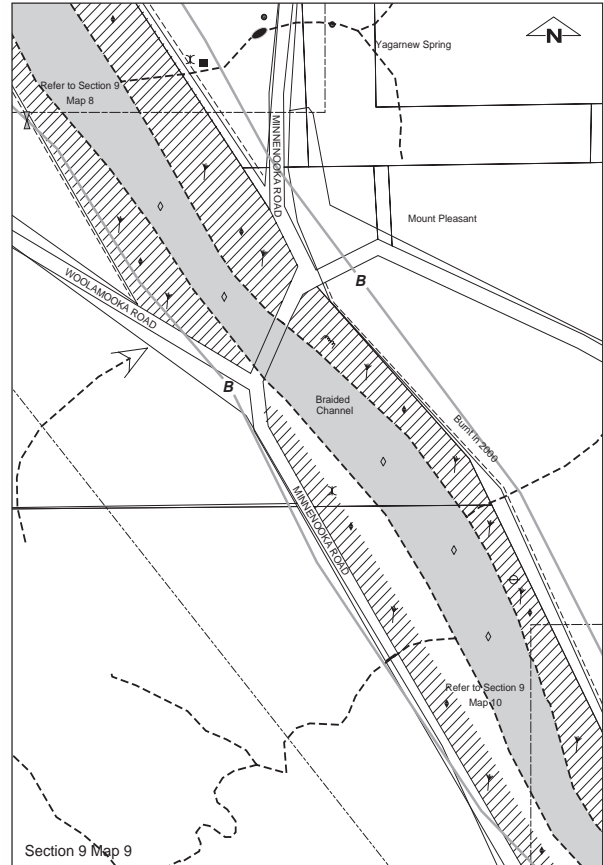 N
Yagarnew Spring
Refer to Section 9
Map 8
MINNENOOKA ROAD
Mount Pleasant
B
WOOLAMOOKA ROAD
B
Braided
Channel
Burnt in 2000
MINNENOOKA ROAD
Refer to Section 9
Map 10
Section 9 Map 9